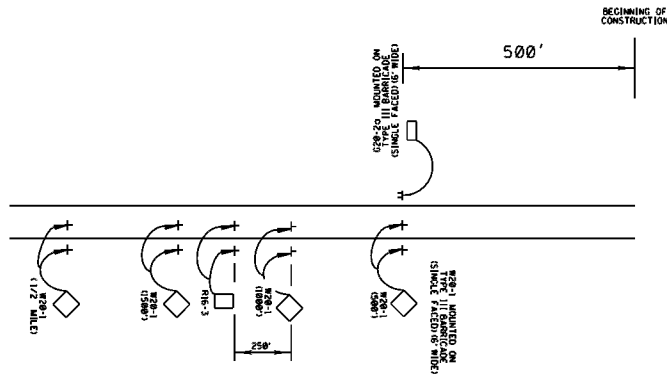 BEGINNING OF
CONSTRUCTION
500'
G20-2a MOUNTED ON
TYPE III BARRICADE
(SINGLE FACED)(6' WIDE)
W20-1
(1/2 MILE)
W20-1
(1500')
R16-3
W20-1
(1000')
W20-1
(500')
W20-1 MOUNTED ON
TYPE III BARRICADE
(SINGLE FACED)(6' WIDE)
250'